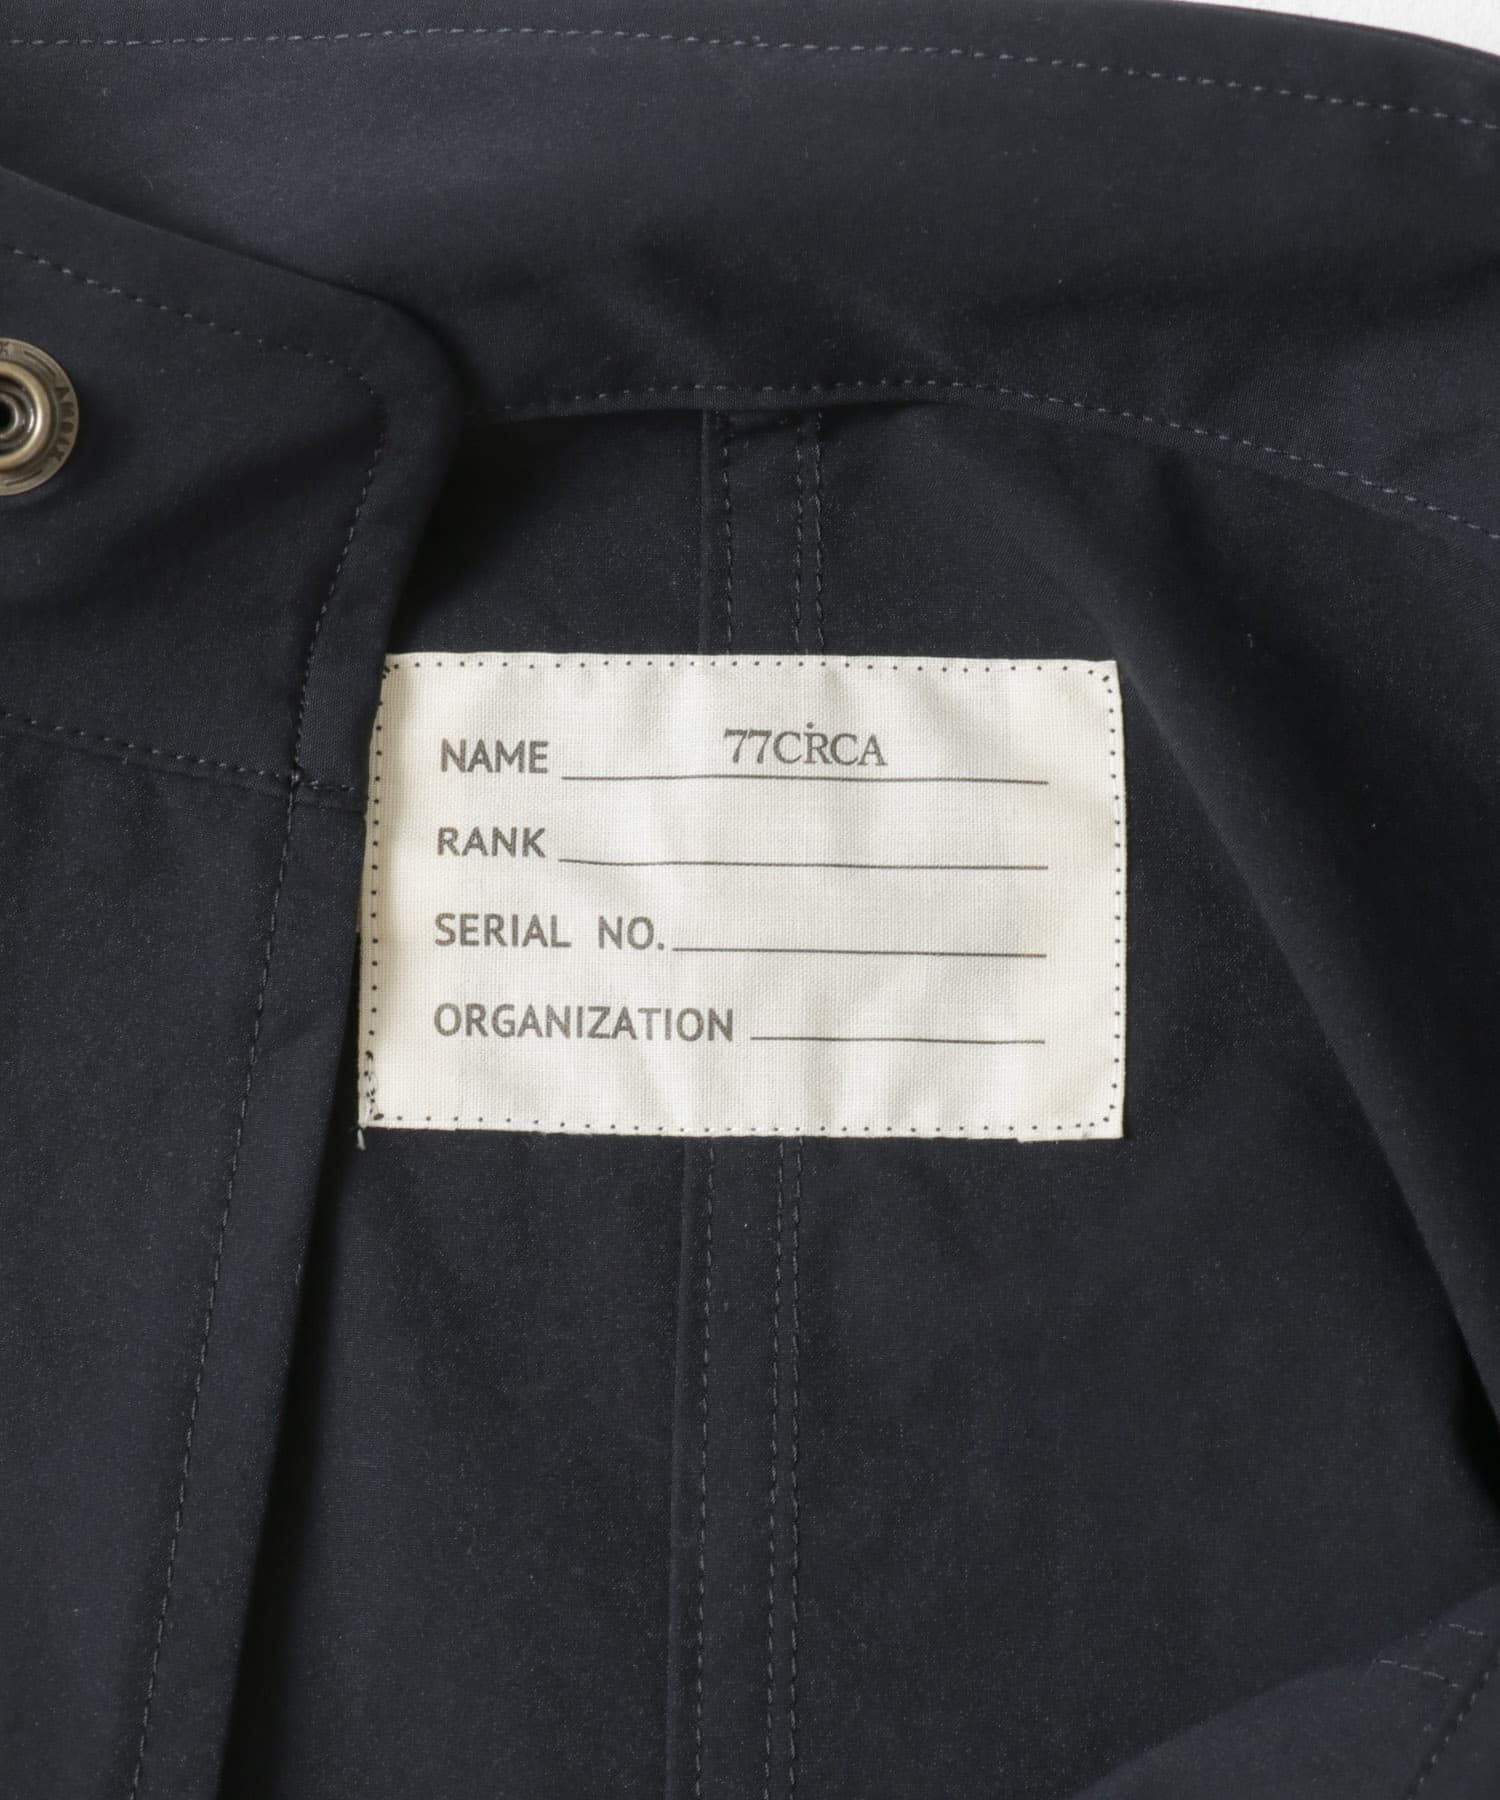 NAME 77CIRCA
RANK
SERIAL NO.
ORGANIZATION